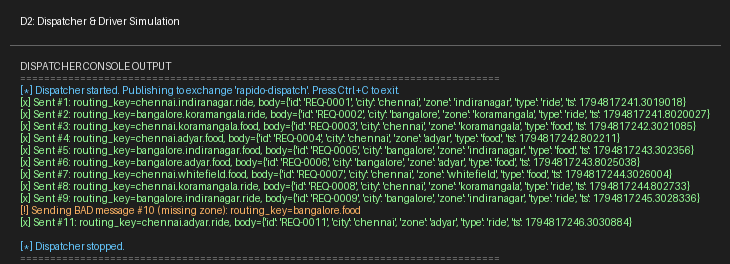 D2: Dispatcher & Driver Simulation
DISPATCHER CONSOLE OUTPUT
================================================================================
[*] Dispatcher started. Publishing to exchange 'rapido-dispatch'. Press Ctrl+C to exit.
[x] Sent #1: routing_key=chennai.indiranagar.ride, body={'id': 'REQ-0001', 'city': 'chennai', 'zone': 'indiranagar', 'type': 'ride', 'ts': 1794817241.3019018}
[x] Sent #2: routing_key=bangalore.koramangala.ride, body={'id': 'REQ-0002', 'city': 'bangalore', 'zone': 'koramangala', 'type': 'ride', 'ts': 1794817241.8020027}
[x] Sent #3: routing_key=chennai.koramangala.food, body={'id': 'REQ-0003', 'city': 'chennai', 'zone': 'koramangala', 'type': 'food', 'ts': 1794817242.3021085}
[x] Sent #4: routing_key=chennai.adyar.food, body={'id': 'REQ-0004', 'city': 'chennai', 'zone': 'adyar', 'type': 'food', 'ts': 1794817242.802211}
[x] Sent #5: routing_key=bangalore.indiranagar.food, body={'id': 'REQ-0005', 'city': 'bangalore', 'zone': 'indiranagar', 'type': 'food', 'ts': 1794817243.302356}
[x] Sent #6: routing_key=bangalore.adyar.food, body={'id': 'REQ-0006', 'city': 'bangalore', 'zone': 'adyar', 'type': 'food', 'ts': 1794817243.8025038}
[x] Sent #7: routing_key=chennai.whitefield.food, body={'id': 'REQ-0007', 'city': 'chennai', 'zone': 'whitefield', 'type': 'food', 'ts': 1794817244.3026004}
[x] Sent #8: routing_key=chennai.koramangala.ride, body={'id': 'REQ-0008', 'city': 'chennai', 'zone': 'koramangala', 'type': 'ride', 'ts': 1794817244.802733}
[x] Sent #9: routing_key=bangalore.indiranagar.ride, body={'id': 'REQ-0009', 'city': 'bangalore', 'zone': 'indiranagar', 'type': 'ride', 'ts': 1794817245.3028336}
[!] Sending BAD message #10 (missing zone): routing_key=bangalore.food
[x] Sent #11: routing_key=chennai.adyar.ride, body={'id': 'REQ-0011', 'city': 'chennai', 'zone': 'adyar', 'type': 'ride', 'ts': 1794817246.3030884}
[*] Dispatcher stopped.
================================================================================